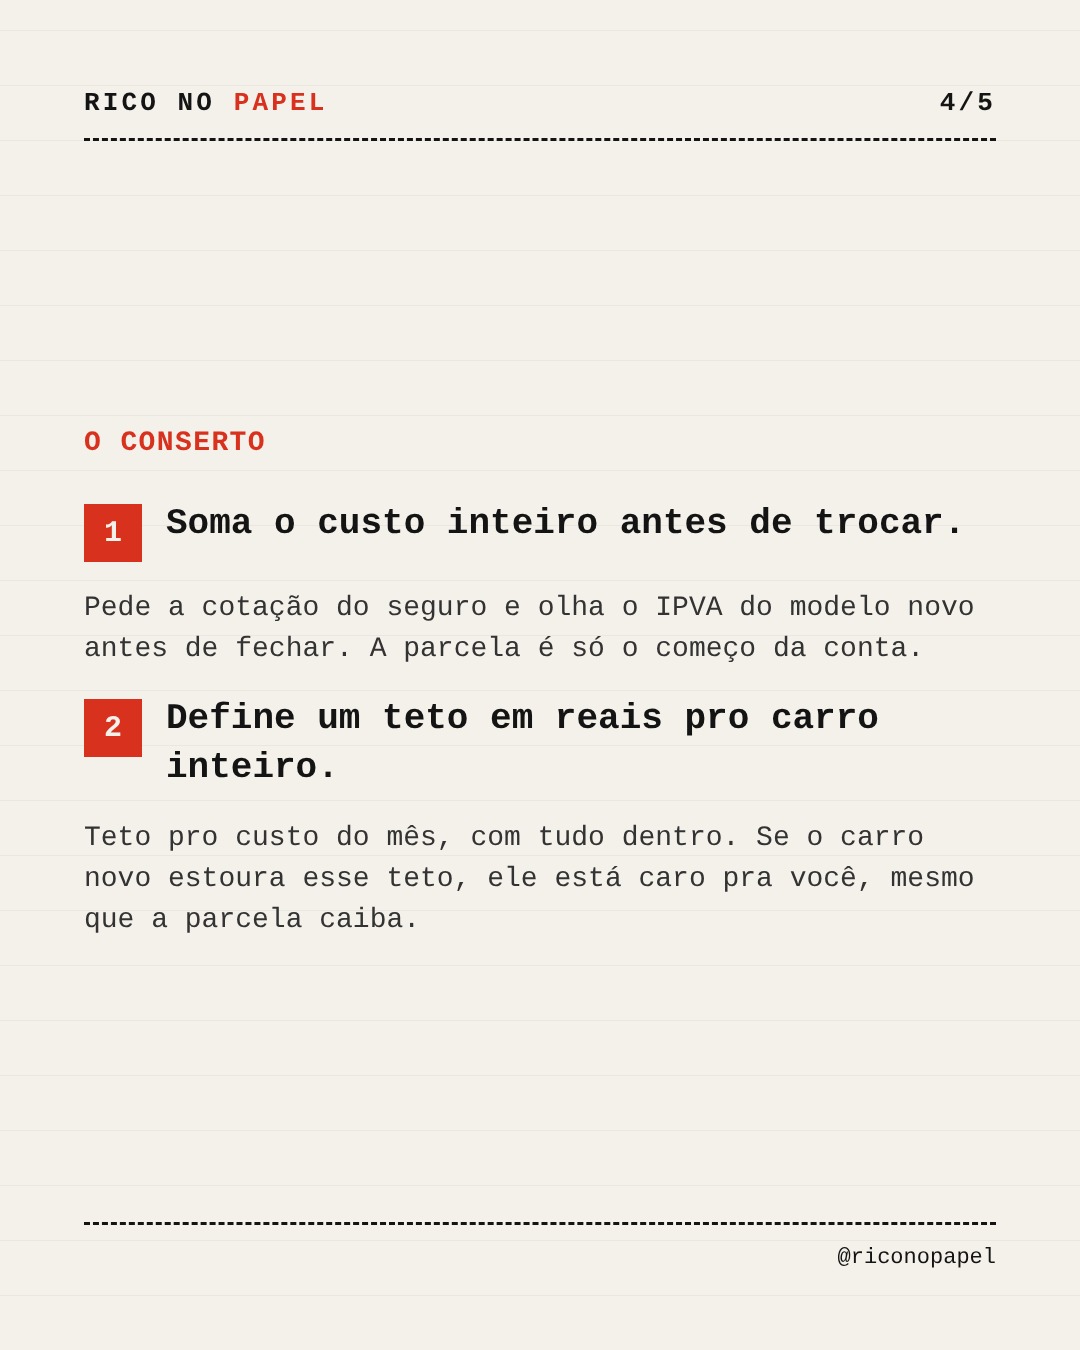 RICO NO PAPEL
4/5
O CONSERTO
1 Soma o custo inteiro antes de trocar.
Pede a cotação do seguro e olha o IPVA do modelo novo
antes de fechar. A parcela é só o começo da conta.
2 Define um teto em reais pro carro
inteiro.
Teto pro custo do mês, com tudo dentro. Se o carro
novo estoura esse teto, ele está caro pra você, mesmo
que a parcela caiba.
@riconopapel